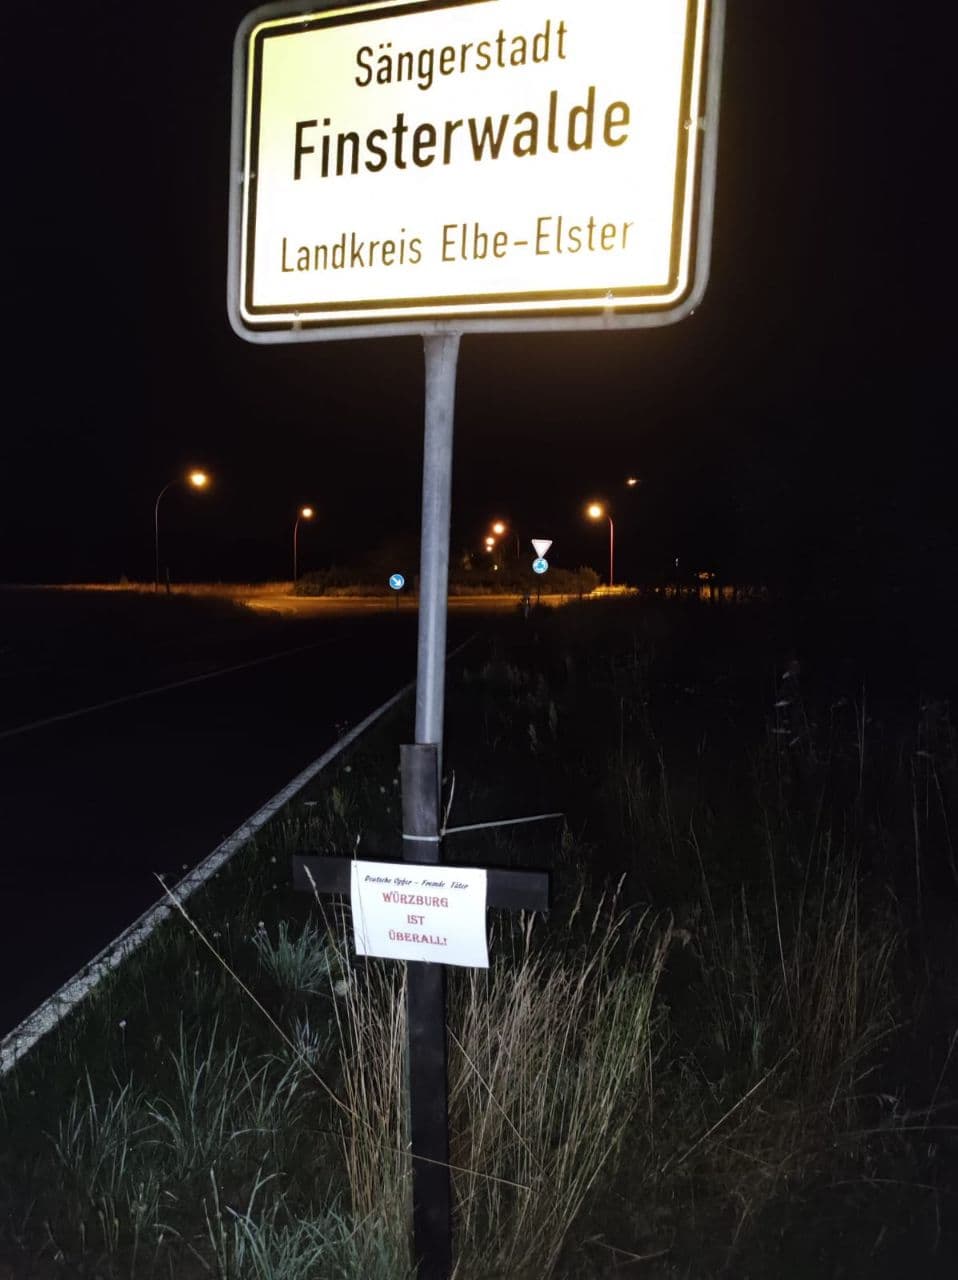 Sängerstadt
Finsterwalde
Landkreis Elbe-Elster
Deutsche Opfer - Fremde Täter
WÜRZBURG
IST
ÜBERALL!